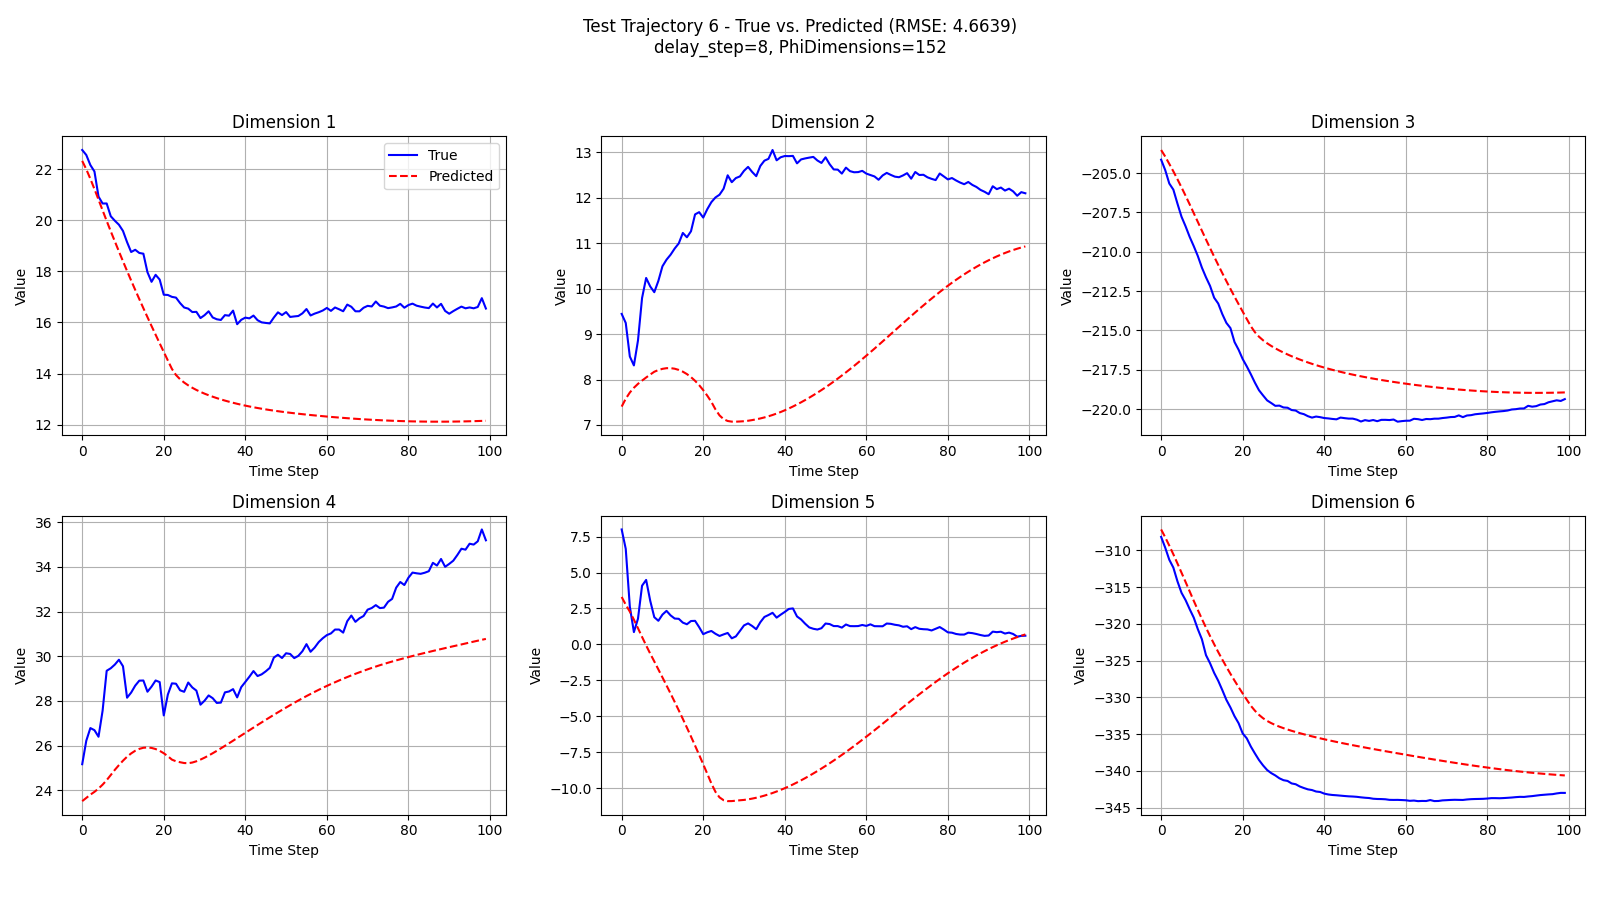 Test Trajectory 6 - True vs. Predicted (RMSE: 4.6639)
delay_step=8, PhiDimensions=152
Dimension 1
Value
22
20
18
16
14
12
0 20 40 60 80 100
Time Step
True
Predicted
Dimension 2
Value
13
12
11
10
9
8
7
0 20 40 60 80 100
Time Step
Dimension 3
Value
−205.0
−207.5
−210.0
−212.5
−215.0
−217.5
−220.0
0 20 40 60 80 100
Time Step
Dimension 4
Value
36
34
32
30
28
26
24
0 20 40 60 80 100
Time Step
Dimension 5
Value
7.5
5.0
2.5
0.0
−2.5
−5.0
−7.5
−10.0
0 20 40 60 80 100
Time Step
Dimension 6
Value
−310
−315
−320
−325
−330
−335
−340
−345
0 20 40 60 80 100
Time Step